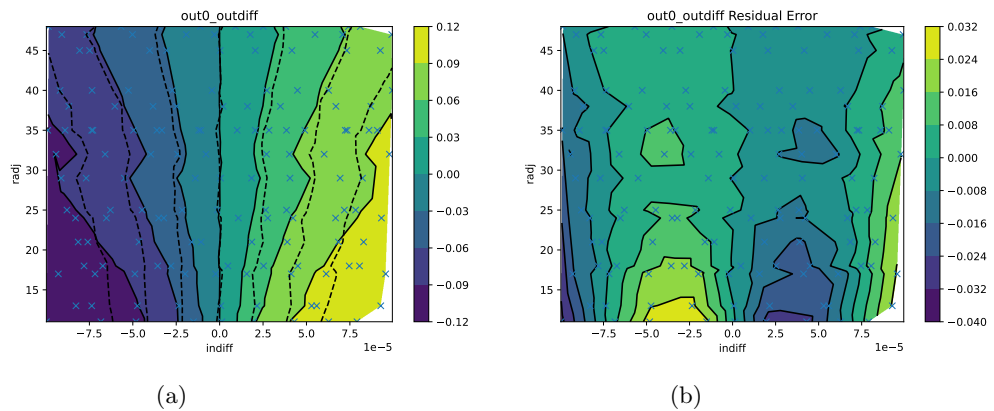 out0_outdiff
out0_outdiff Residual Error
radj
45
40
35
30
25
20
15
−7.5 −5.0 −2.5 0.0 2.5 5.0 7.5
1e−5
indiff
0.12
0.09
0.06
0.03
0.00
−0.03
−0.06
−0.09
−0.12
radj
45
40
35
30
25
20
15
−7.5 −5.0 −2.5 0.0 2.5 5.0 7.5
1e−5
indiff
0.032
0.024
0.016
0.008
0.000
−0.008
−0.016
−0.024
−0.032
−0.040
(a)
(b)